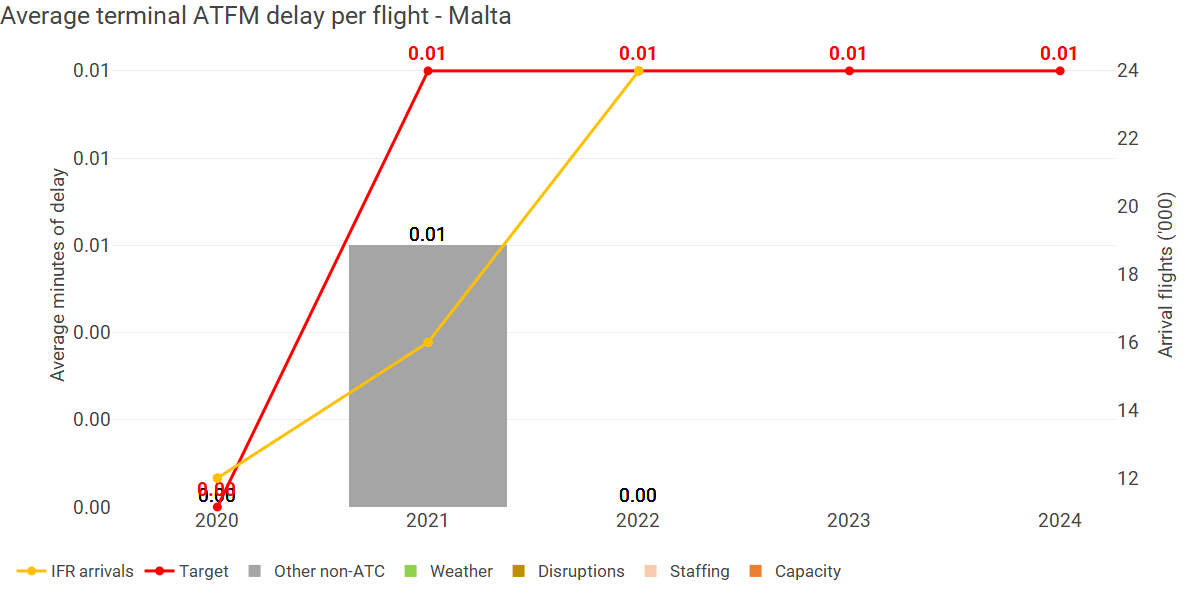 Average terminal ATFM delay per flight - Malta
0.01 0.01 0.01 0.01
0.01 24
22
0.01
20
0.01 0.01
18
0.00 16
14
0.00
0.00 0.00 0.00 12
0.00
2020 2021 2022 2023 2024
Average minutes of delay
Arrival flights ('000)
IFR arrivals Target Other non-ATC Weather Disruptions Staffing Capacity